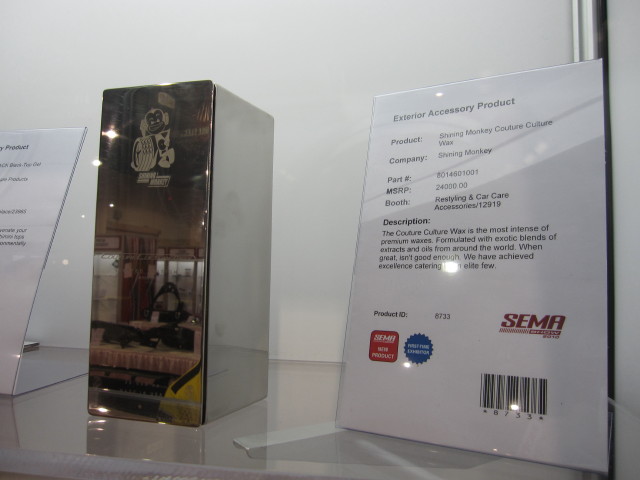 y Product
Products
SHINING
MONKEY
Exterior Accessory Product
Product: Shining Monkey Couture Culture
Wax
Company: Shining Monkey
Part #: 8014601001
MSRP: 24000.00
Booth: Restyling & Car Care
Accessories/12919
Description:
The Couture Culture Wax is the most intense of
premium waxes. Formulated with exotic blends of
extracts and oils from around the world. When
great, isn't good enough. We have achieved
excellence catering elite few.
Product ID: 8733
SEMA
2010
SEMA
NEW
PRODUCT
FIRST-TIME
EXHIBITOR
*8733*